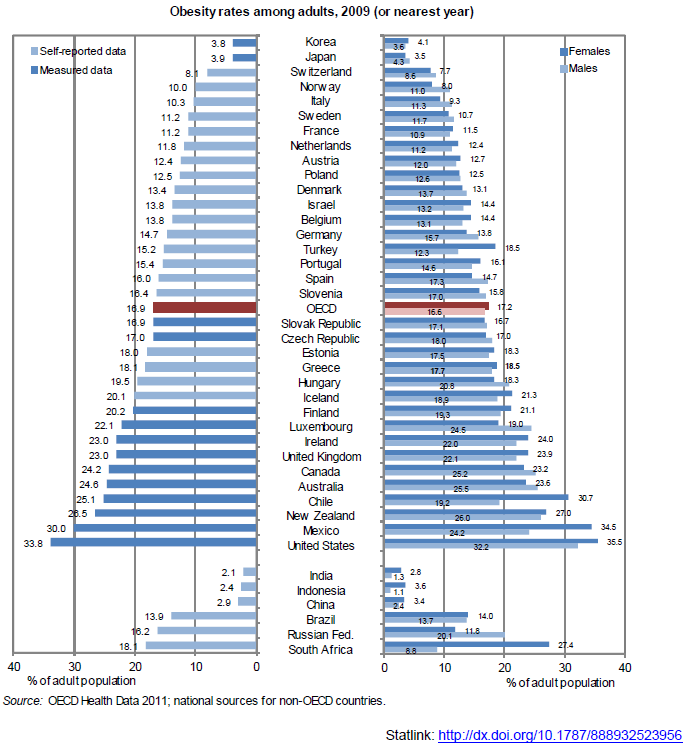 Obesity rates among adults, 2009 (or nearest year)
Self-reported data
Measured data
Females
Males
3.8 Korea 4.1 3.6
3.9 Japan 3.5 4.3
8.1 Switzerland 7.7 8.6
10.0 Norway 8.0 11.0
10.3 Italy 9.3 11.3
11.2 Sweden 10.7 11.7
11.2 France 11.5 10.9
11.8 Netherlands 12.4 11.2
12.4 Austria 12.7 12.0
12.5 Poland 12.5 12.6
13.4 Denmark 13.1 13.7
13.8 Israel 14.4 13.2
13.8 Belgium 14.4 13.1
14.7 Germany 13.8 15.7
15.2 Turkey 18.5 12.3
15.4 Portugal 16.1 14.6
16.0 Spain 14.7 17.3
16.4 Slovenia 15.8 17.0
16.9 OECD 17.2 16.6
16.9 Slovak Republic 16.7 17.1
17.0 Czech Republic 17.0 18.0
18.0 Estonia 18.3 17.5
18.1 Greece 18.5 17.7
19.5 Hungary 18.3 20.8
20.1 Iceland 21.3 18.9
20.2 Finland 21.1 19.3
22.1 Luxembourg 19.0 24.5
23.0 Ireland 24.0 22.0
23.0 United Kingdom 23.9 22.1
24.2 Canada 23.2 25.2
24.6 Australia 23.6 25.5
25.1 Chile 30.7 19.2
26.5 New Zealand 27.0 26.0
30.0 Mexico 34.5 24.2
33.8 United States 35.5 32.2
2.1 India 2.8 1.3
2.4 Indonesia 3.6 1.1
2.9 China 3.4 2.4
13.9 Brazil 14.0 13.7
16.2 Russian Fed. 11.8 20.1
18.1 South Africa 27.4 8.8
40 30 20 10 0 0 10 20 30 40
% of adult population % of adult population
Source: OECD Health Data 2011; national sources for non-OECD countries.
Statlink: http://dx.doi.org/10.1787/888932523956